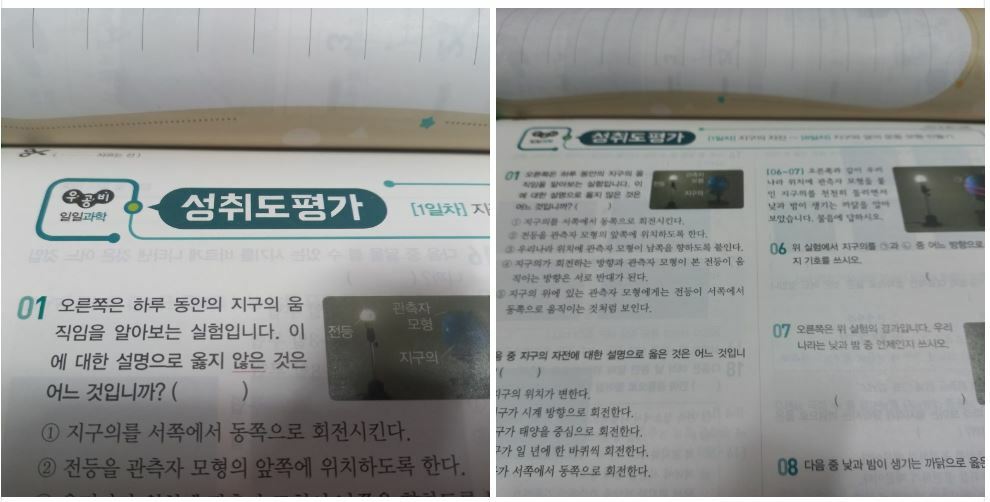 우공비
일일과학
성취도평가
[1일차] 지
01 오른쪽은 하루 동안의 지구의 움
직임을 알아보는 실험입니다. 이
에 대한 설명으로 옳지 않은 것은
어느 것입니까? ( )
전등
관측자
모형
지구의
① 지구의를 서쪽에서 동쪽으로 회전시킨다.
② 전등을 관측자 모형의 앞쪽에 위치하도록 한다.
성취도평가
[1일차] 지구의 자전
01 오른쪽은 하루 동안의 지구의 움
직임을 알아보는 실험입니다. 이
에 대한 설명으로 옳지 않은 것은
어느 것입니까? ( )
전등
관측자
모형
지구의
① 지구의를 서쪽에서 동쪽으로 회전시킨다.
② 전등을 관측자 모형의 앞쪽에 위치하도록 한다.
③ 우리나라 위치에 관측자 모형이 남쪽을 향하도록 붙인다.
④ 지구의가 회전하는 방향과 관측자 모형이 본 전등이 움
직이는 방향은 서로 반대가 된다.
⑤ 지구의 위에 있는 관측자 모형에게는 전등이 서쪽에서
동쪽으로 움직이는 것처럼 보인다.
중 지구의 자전에 대한 설명으로 옳은 것은 어느 것입니
( )
지구의 위치가 변한다.
구가 시계 방향으로 회전한다.
구가 태양을 중심으로 회전한다.
구가 일 년에 한 바퀴씩 회전한다.
가 서쪽에서 동쪽으로 회전한다.
[06~07] 오른쪽과 같이 우리
나라 위치에 관측자 모형을 붙
인 지구의를 천천히 돌리면서
낮과 밤이 생기는 까닭을 알아
보았습니다. 물음에 답하시오.
06 위 실험에서 지구의를 ㉠과 ㉡ 중 어느 방향으로
지 기호를 쓰시오.
( 
07 오른쪽은 위 실험의 결과입니다. 우리
나라는 낮과 밤 중 언제인지 쓰시오.
( )
08 다음 중 낮과 밤이 생기는 까닭으로 옳은